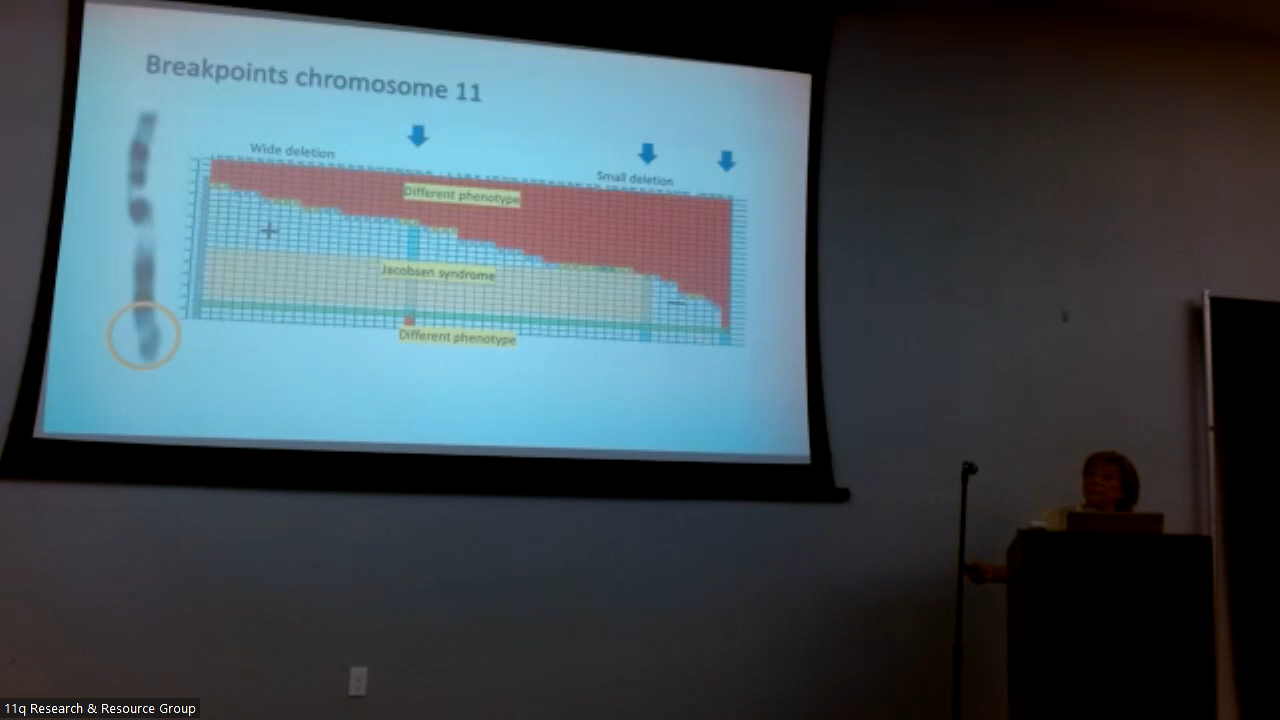 Breakpoints chromosome 11
Wide deletion
Small deletion
Different phenotype
+
Jacobsen syndrome
−
Different phenotype
11q Research & Resource Group